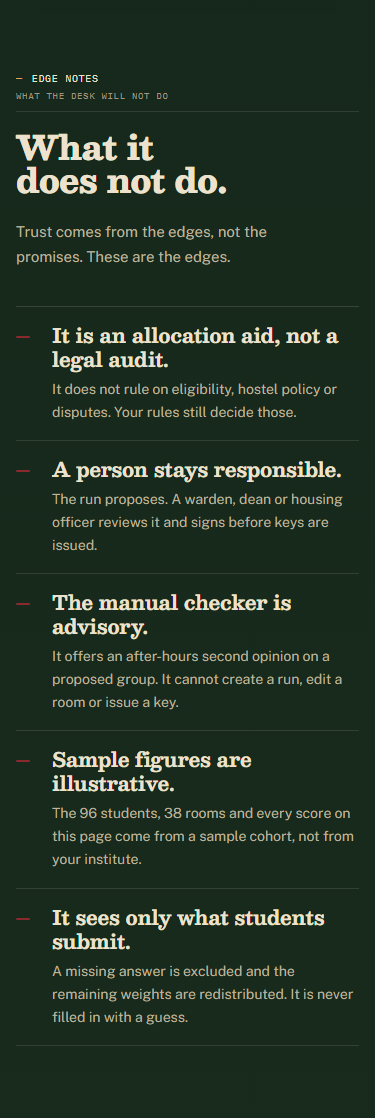 — EDGE NOTES
WHAT THE DESK WILL NOT DO
What it
does not do.
Trust comes from the edges, not the
promises. These are the edges.
— It is an allocation aid, not a
legal audit.
It does not rule on eligibility, hostel policy or
disputes. Your rules still decide those.
— A person stays responsible.
The run proposes. A warden, dean or housing
officer reviews it and signs before keys are
issued.
— The manual checker is
advisory.
It offers an after-hours second opinion on a
proposed group. It cannot create a run, edit a
room or issue a key.
— Sample figures are
illustrative.
The 96 students, 38 rooms and every score on
this page come from a sample cohort, not from
your institute.
— It sees only what students
submit.
A missing answer is excluded and the
remaining weights are redistributed. It is never
filled in with a guess.